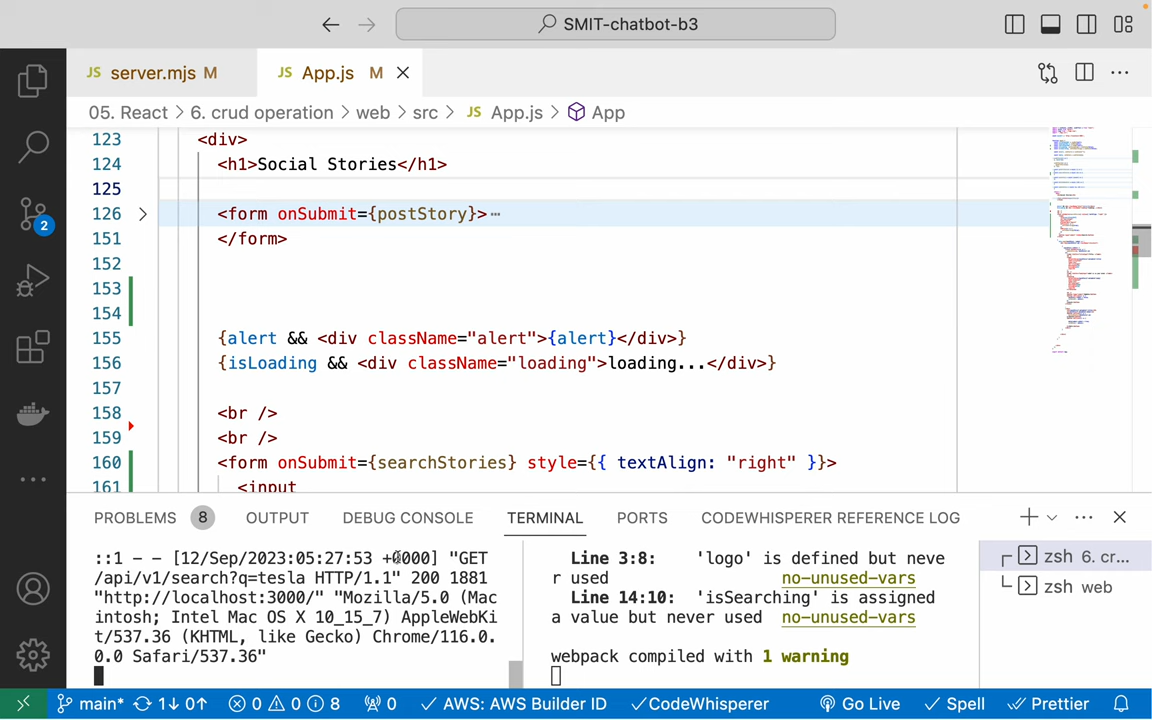 SMIT-chatbot-b3
JS server.mjs M
JS App.js M
05. React > 6. crud operation > web > src > JS App.js > App
123 <div>
124 <h1>Social Stories</h1>
125
126 <form onSubmit={postStory}>⋯
151 </form>
152
153
154
155 {alert && <div className="alert">{alert}</div>}
156 {isLoading && <div className="loading">loading...</div>}
157
158 <br />
159 <br />
160 <form onSubmit={searchStories} style={{ textAlign: "right" }}>
161 <input
2
PROBLEMS 8 OUTPUT DEBUG CONSOLE TERMINAL PORTS CODEWHISPERER REFERENCE LOG
::1 - - [12/Sep/2023:05:27:53 +0000] "GET
/api/v1/search?q=tesla HTTP/1.1" 200 1881
"http://localhost:3000/" "Mozilla/5.0 (Mac
intosh; Intel Mac OS X 10_15_7) AppleWebKi
t/537.36 (KHTML, like Gecko) Chrome/116.0.
0.0 Safari/537.36"
Line 3:8: 'logo' is defined but neve
r used no-unused-vars
Line 14:10: 'isSearching' is assigned
a value but never used no-unused-vars
webpack compiled with 1 warning
zsh 6. cr...
zsh web
main* 1↓ 0↑ 0 0 8 0 AWS: AWS Builder ID CodeWhisperer Go Live Spell Prettier